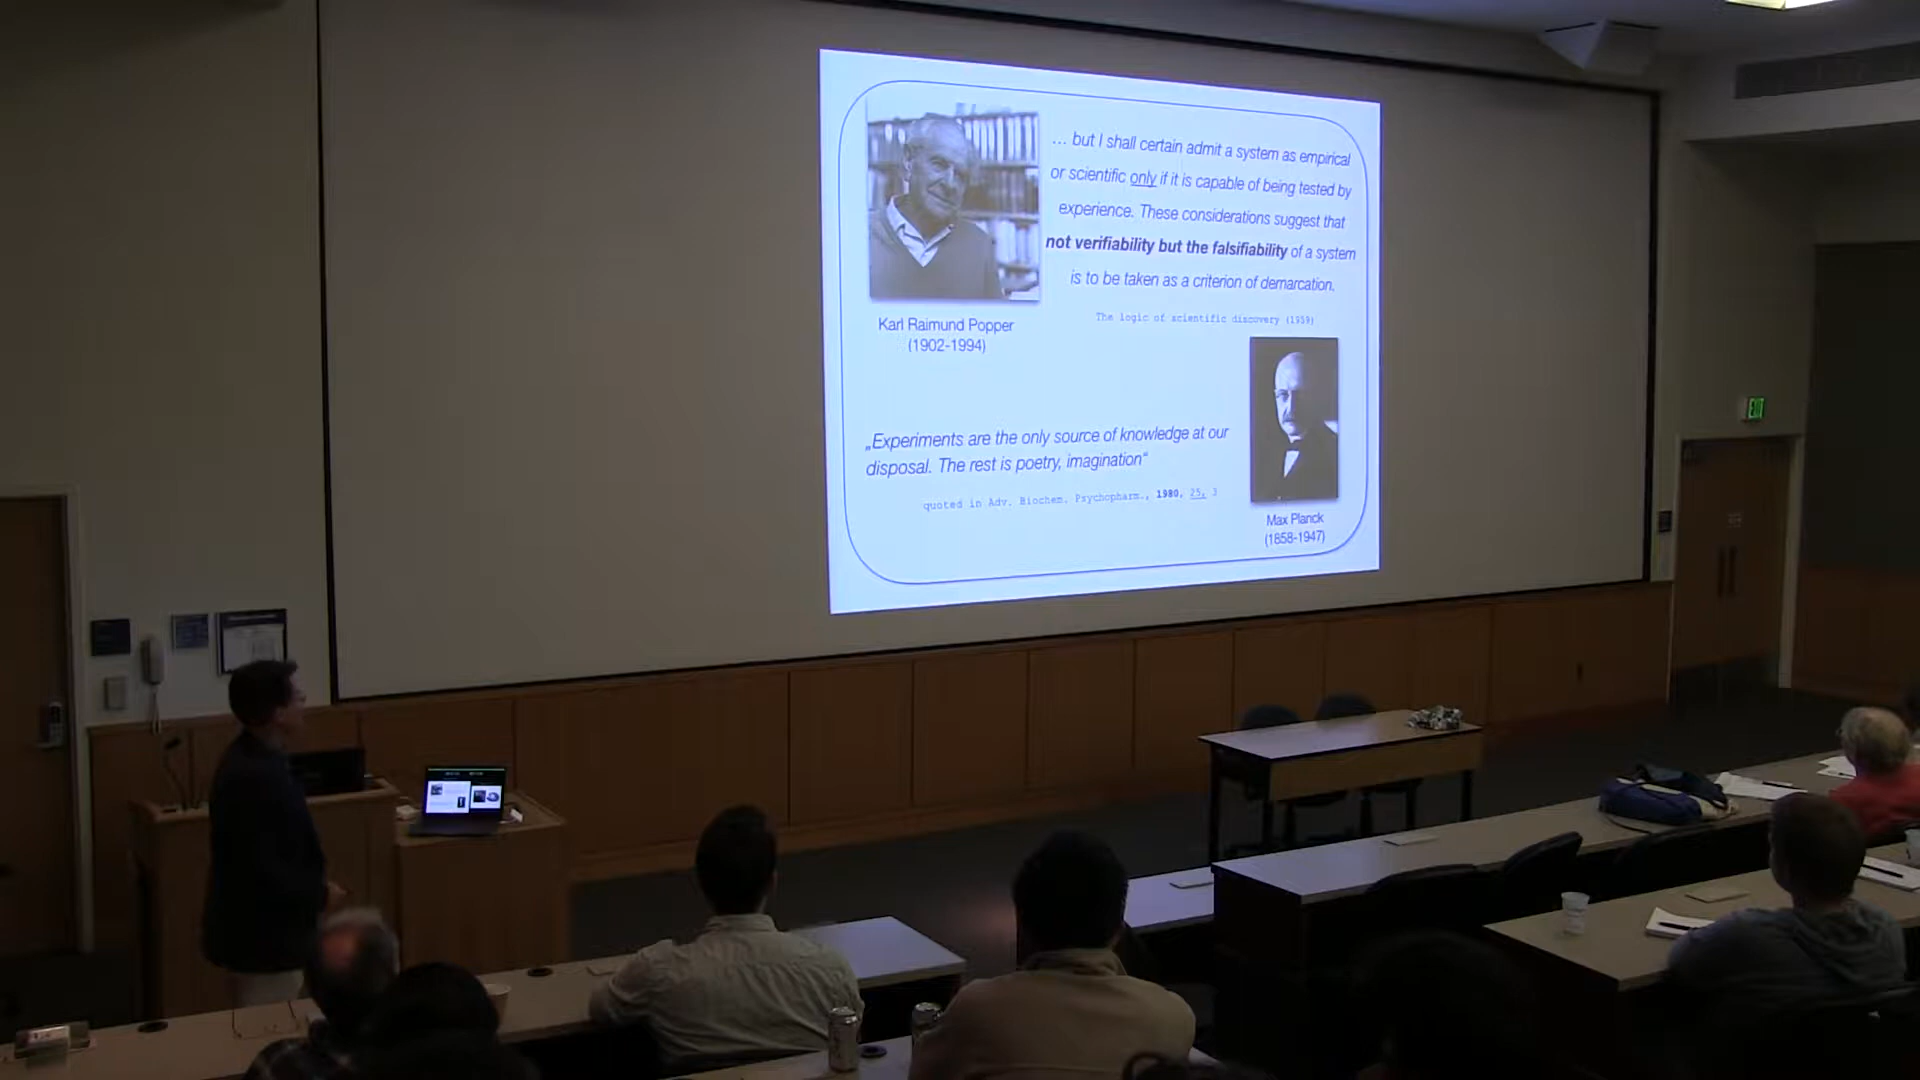 ... but I shall certain admit a system as empirical
or scientific only if it is capable of being tested by
experience. These considerations suggest that
not verifiability but the falsifiability of a system
is to be taken as a criterion of demarcation.
The logic of scientific discovery (1959)
Karl Raimund Popper
(1902-1994)
„Experiments are the only source of knowledge at our
disposal. The rest is poetry, imagination“
quoted in Adv. Biochem. Psychopharm., 1980, 25, 3
Max Planck
(1858-1947)
EXIT